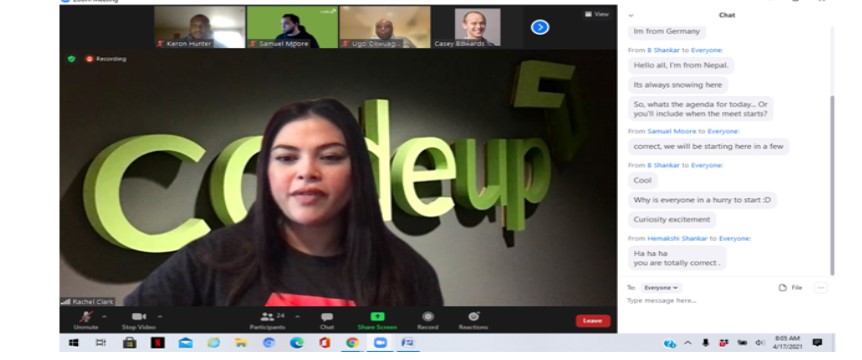 Zoom Meeting
Keron Hunter
Samuel Moore
Casey Edwards
View
Recording
codeup
Rachel Clark
Unmute
Stop Video
24
Participants
Chat
Share Screen
Record
Reactions
Leave
Chat
Im from Germany
From B Shankar to Everyone:
Hello all, I'm from Nepal.
Its always snowing here
So, whats the agenda for today... Or
you'll include when the meet starts?
From Samuel Moore to Everyone:
correct, we will be starting here in a few
From B Shankar to Everyone:
Cool
Why is everyone in a hurry to start :D
Curiosity excitement
From Hemakshi Shankar to Everyone:
Ha ha ha
you are totally correct .
To: Everyone
File
Type message here...
8:05 AM
4/17/2021